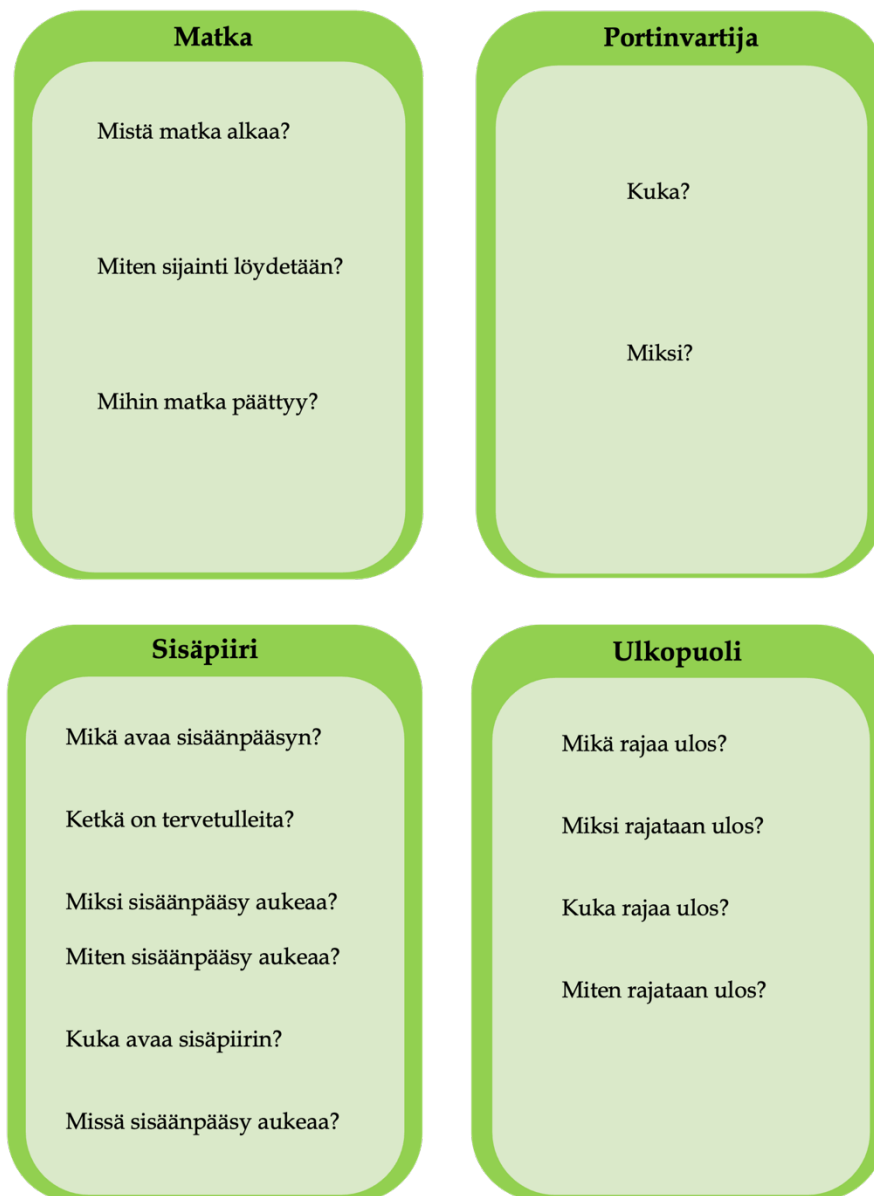 Matka
Mistä matka alkaa?
Miten sijainti löydetään?
Mihin matka päättyy?
Portinvartija
Kuka?
Miksi?
Sisäpiiri
Mikä avaa sisäänpääsyn?
Ketkä on tervetulleita?
Miksi sisäänpääsy aukeaa?
Miten sisäänpääsy aukeaa?
Kuka avaa sisäpiirin?
Missä sisäänpääsy aukeaa?
Ulkopuoli
Mikä rajaa ulos?
Miksi rajataan ulos?
Kuka rajaa ulos?
Miten rajataan ulos?